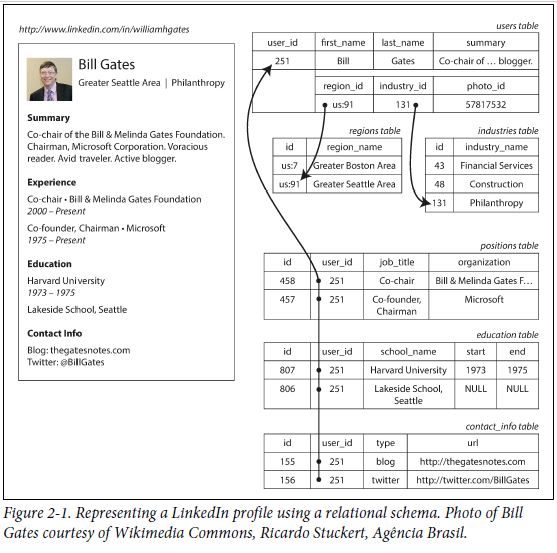 http://www.linkedin.com/in/williamhgates
Bill Gates
Greater Seattle Area | Philanthropy
Summary
Co-chair of the Bill & Melinda Gates Foundation.
Chairman, Microsoft Corporation. Voracious
reader. Avid traveler. Active blogger.
Experience
Co-chair • Bill & Melinda Gates Foundation
2000 – Present
Co-founder, Chairman • Microsoft
1975 – Present
Education
Harvard University
1973 – 1975
Lakeside School, Seattle
Contact Info
Blog: thegatesnotes.com
Twitter: @BillGates
users table
user_id first_name last_name summary
251 Bill Gates Co-chair of … blogger.
region_id industry_id photo_id
us:91 131 57817532
regions table
id region_name
us:7 Greater Boston Area
us:91 Greater Seattle Area
industries table
id industry_name
43 Financial Services
48 Construction
131 Philanthropy
positions table
id user_id job_title organization
458 251 Co-chair Bill & Melinda Gates F…
457 251 Co-founder, Microsoft
Chairman
education table
id user_id school_name start end
807 251 Harvard University 1973 1975
806 251 Lakeside School, NULL NULL
Seattle
contact_info table
id user_id type url
155 251 blog http://thegatesnotes.com
156 251 twitter http://twitter.com/BillGates
Figure 2-1. Representing a LinkedIn profile using a relational schema. Photo of Bill
Gates courtesy of Wikimedia Commons, Ricardo Stuckert, Agência Brasil.